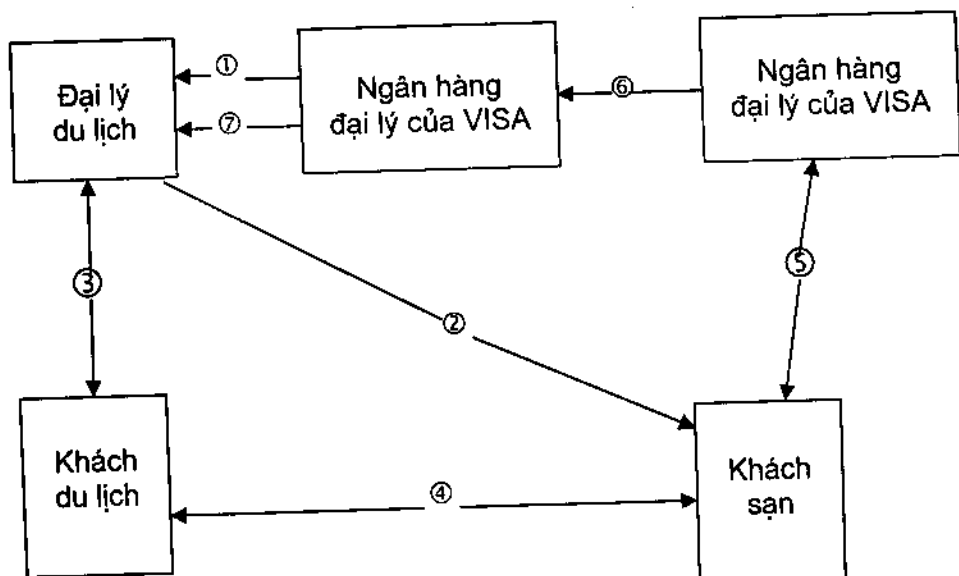 Đại lý
du lịch
①
⑦
Ngân hàng
đại lý của VISA
⑥
Ngân hàng
đại lý của VISA
③
②
⑤
Khách
du lịch
④
Khách
sạn